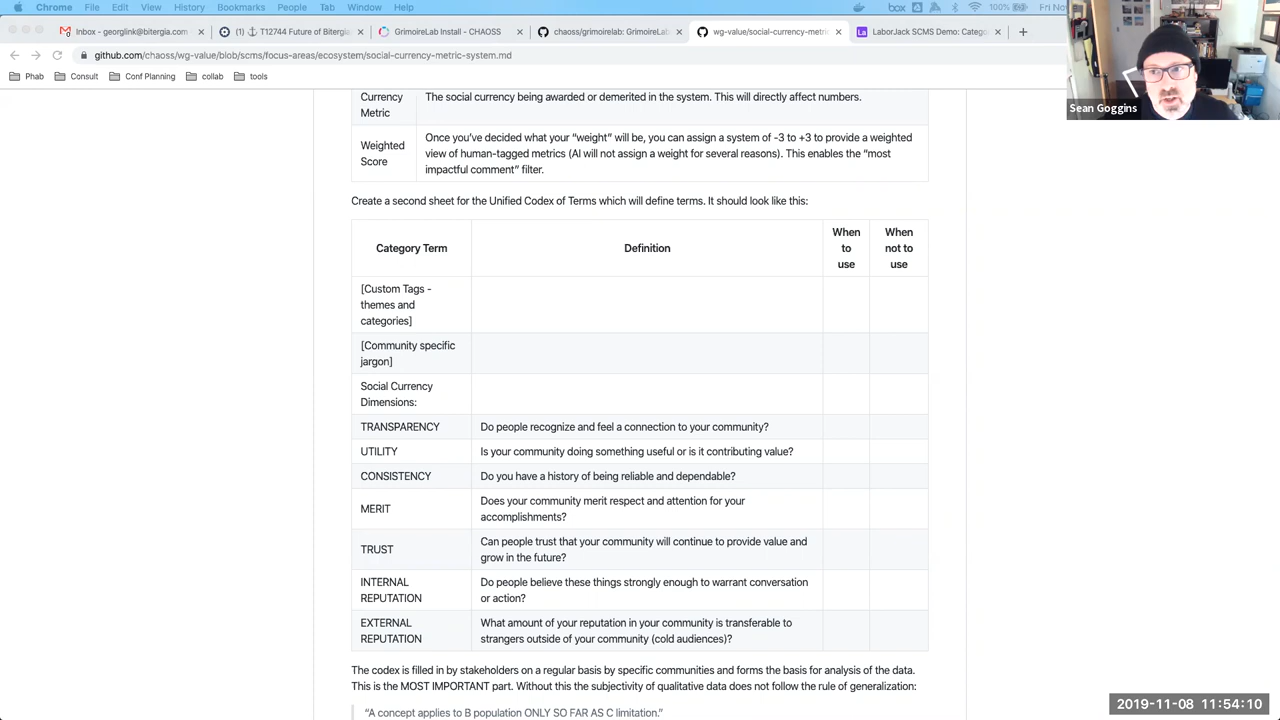 Chrome File Edit View History Bookmarks People Tab Window Help
box
100%
Fri Nov
Inbox - georglink@bitergia.com
(1) ⚓ T12744 Future of Bitergi
GrimoireLab Install - CHAOSS
chaoss/grimoirelab: GrimoireLa
wg-value/social-currency-metri
LaborJack SCMS Demo: Catego
github.com/chaoss/wg-value/blob/scms/focus-areas/ecosystem/social-currency-metric-system.md
Phab Consult Conf Planning collab tools
Sean Goggins
Currency
Metric
The social currency being awarded or demerited in the system. This will directly affect numbers.
Weighted
Score
Once you've decided what your “weight” will be, you can assign a system of -3 to +3 to provide a weighted
view of human-tagged metrics (AI will not assign a weight for several reasons). This enables the “most
impactful comment” filter.
Create a second sheet for the Unified Codex of Terms which will define terms. It should look like this:
Category Term
Definition
When
to
use
When
not to
use
[Custom Tags -
themes and
categories]
[Community specific
jargon]
Social Currency
Dimensions:
TRANSPARENCY
Do people recognize and feel a connection to your community?
UTILITY
Is your community doing something useful or is it contributing value?
CONSISTENCY
Do you have a history of being reliable and dependable?
MERIT
Does your community merit respect and attention for your
accomplishments?
TRUST
Can people trust that your community will continue to provide value and
grow in the future?
INTERNAL
REPUTATION
Do people believe these things strongly enough to warrant conversation
or action?
EXTERNAL
REPUTATION
What amount of your reputation in your community is transferable to
strangers outside of your community (cold audiences)?
The codex is filled in by stakeholders on a regular basis by specific communities and forms the basis for analysis of the data.
This is the MOST IMPORTANT part. Without this the subjectivity of qualitative data does not follow the rule of generalization:
“A concept applies to B population ONLY SO FAR AS C limitation.”
2019-11-08 11:54:10